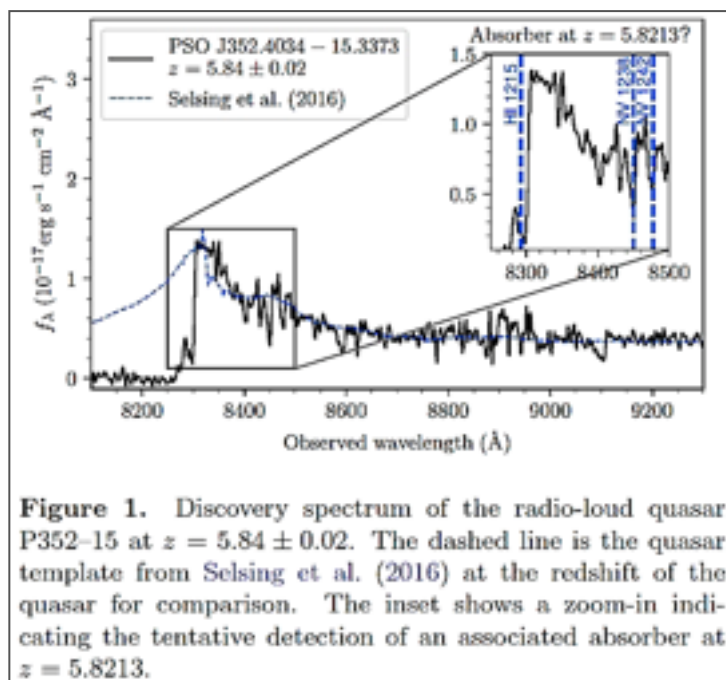 Absorber at z = 5.8213?
PSO J352.4034 − 15.3373
z = 5.84 ± 0.02
Selsing et al. (2016)
HI 1215
NV 1238
NV 1242
1.5
1.0
0.5
8300 8400 8500
3
2
1
0
fλ (10⁻¹⁷erg s⁻¹ cm⁻² Å⁻¹)
8200 8400 8600 8800 9000 9200
Observed wavelength (Å)
Figure 1. Discovery spectrum of the radio-loud quasar
P352–15 at z = 5.84 ± 0.02. The dashed line is the quasar
template from Selsing et al. (2016) at the redshift of the
quasar for comparison. The inset shows a zoom-in indi-
cating the tentative detection of an associated absorber at
z = 5.8213.